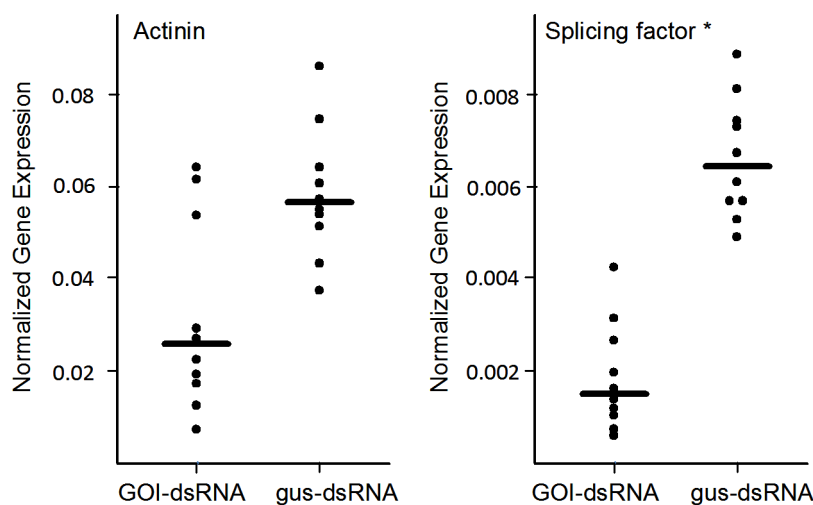 Actinin
Normalized Gene Expression
0.08
0.06
0.04
0.02
GOI-dsRNA
gus-dsRNA
Splicing factor *
Normalized Gene Expression
0.008
0.006
0.004
0.002
GOI-dsRNA
gus-dsRNA